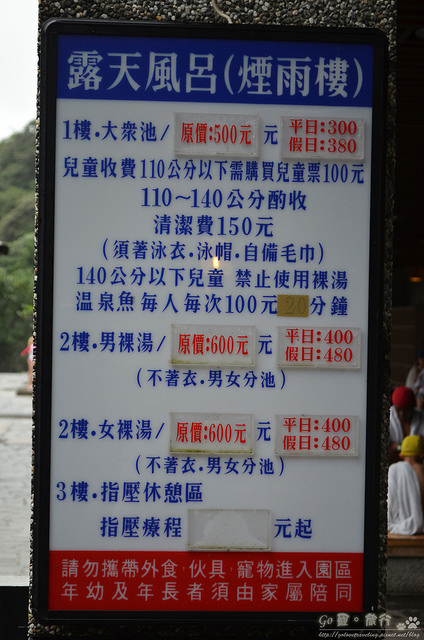 露天風呂(煙雨樓)
1樓.大眾池/ 原價:500元 元 平日:300
假日:380
兒童收費110公分以下需購買兒童票100元
110~140公分酌收
清潔費150元
(須著泳衣.泳帽.自備毛巾)
140公分以下兒童 禁止使用裸湯
溫泉魚每人每次100元20分鐘
2樓.男裸湯/ 原價:600元 元 平日:400
假日:480
(不著衣.男女分池)
2樓.女裸湯/ 原價:600元 元 平日:400
假日:480
(不著衣.男女分池)
3樓.指壓休憩區
指壓療程 元起
請勿攜帶外食·伙具·寵物進入園區
年幼及年長者須由家屬陪同